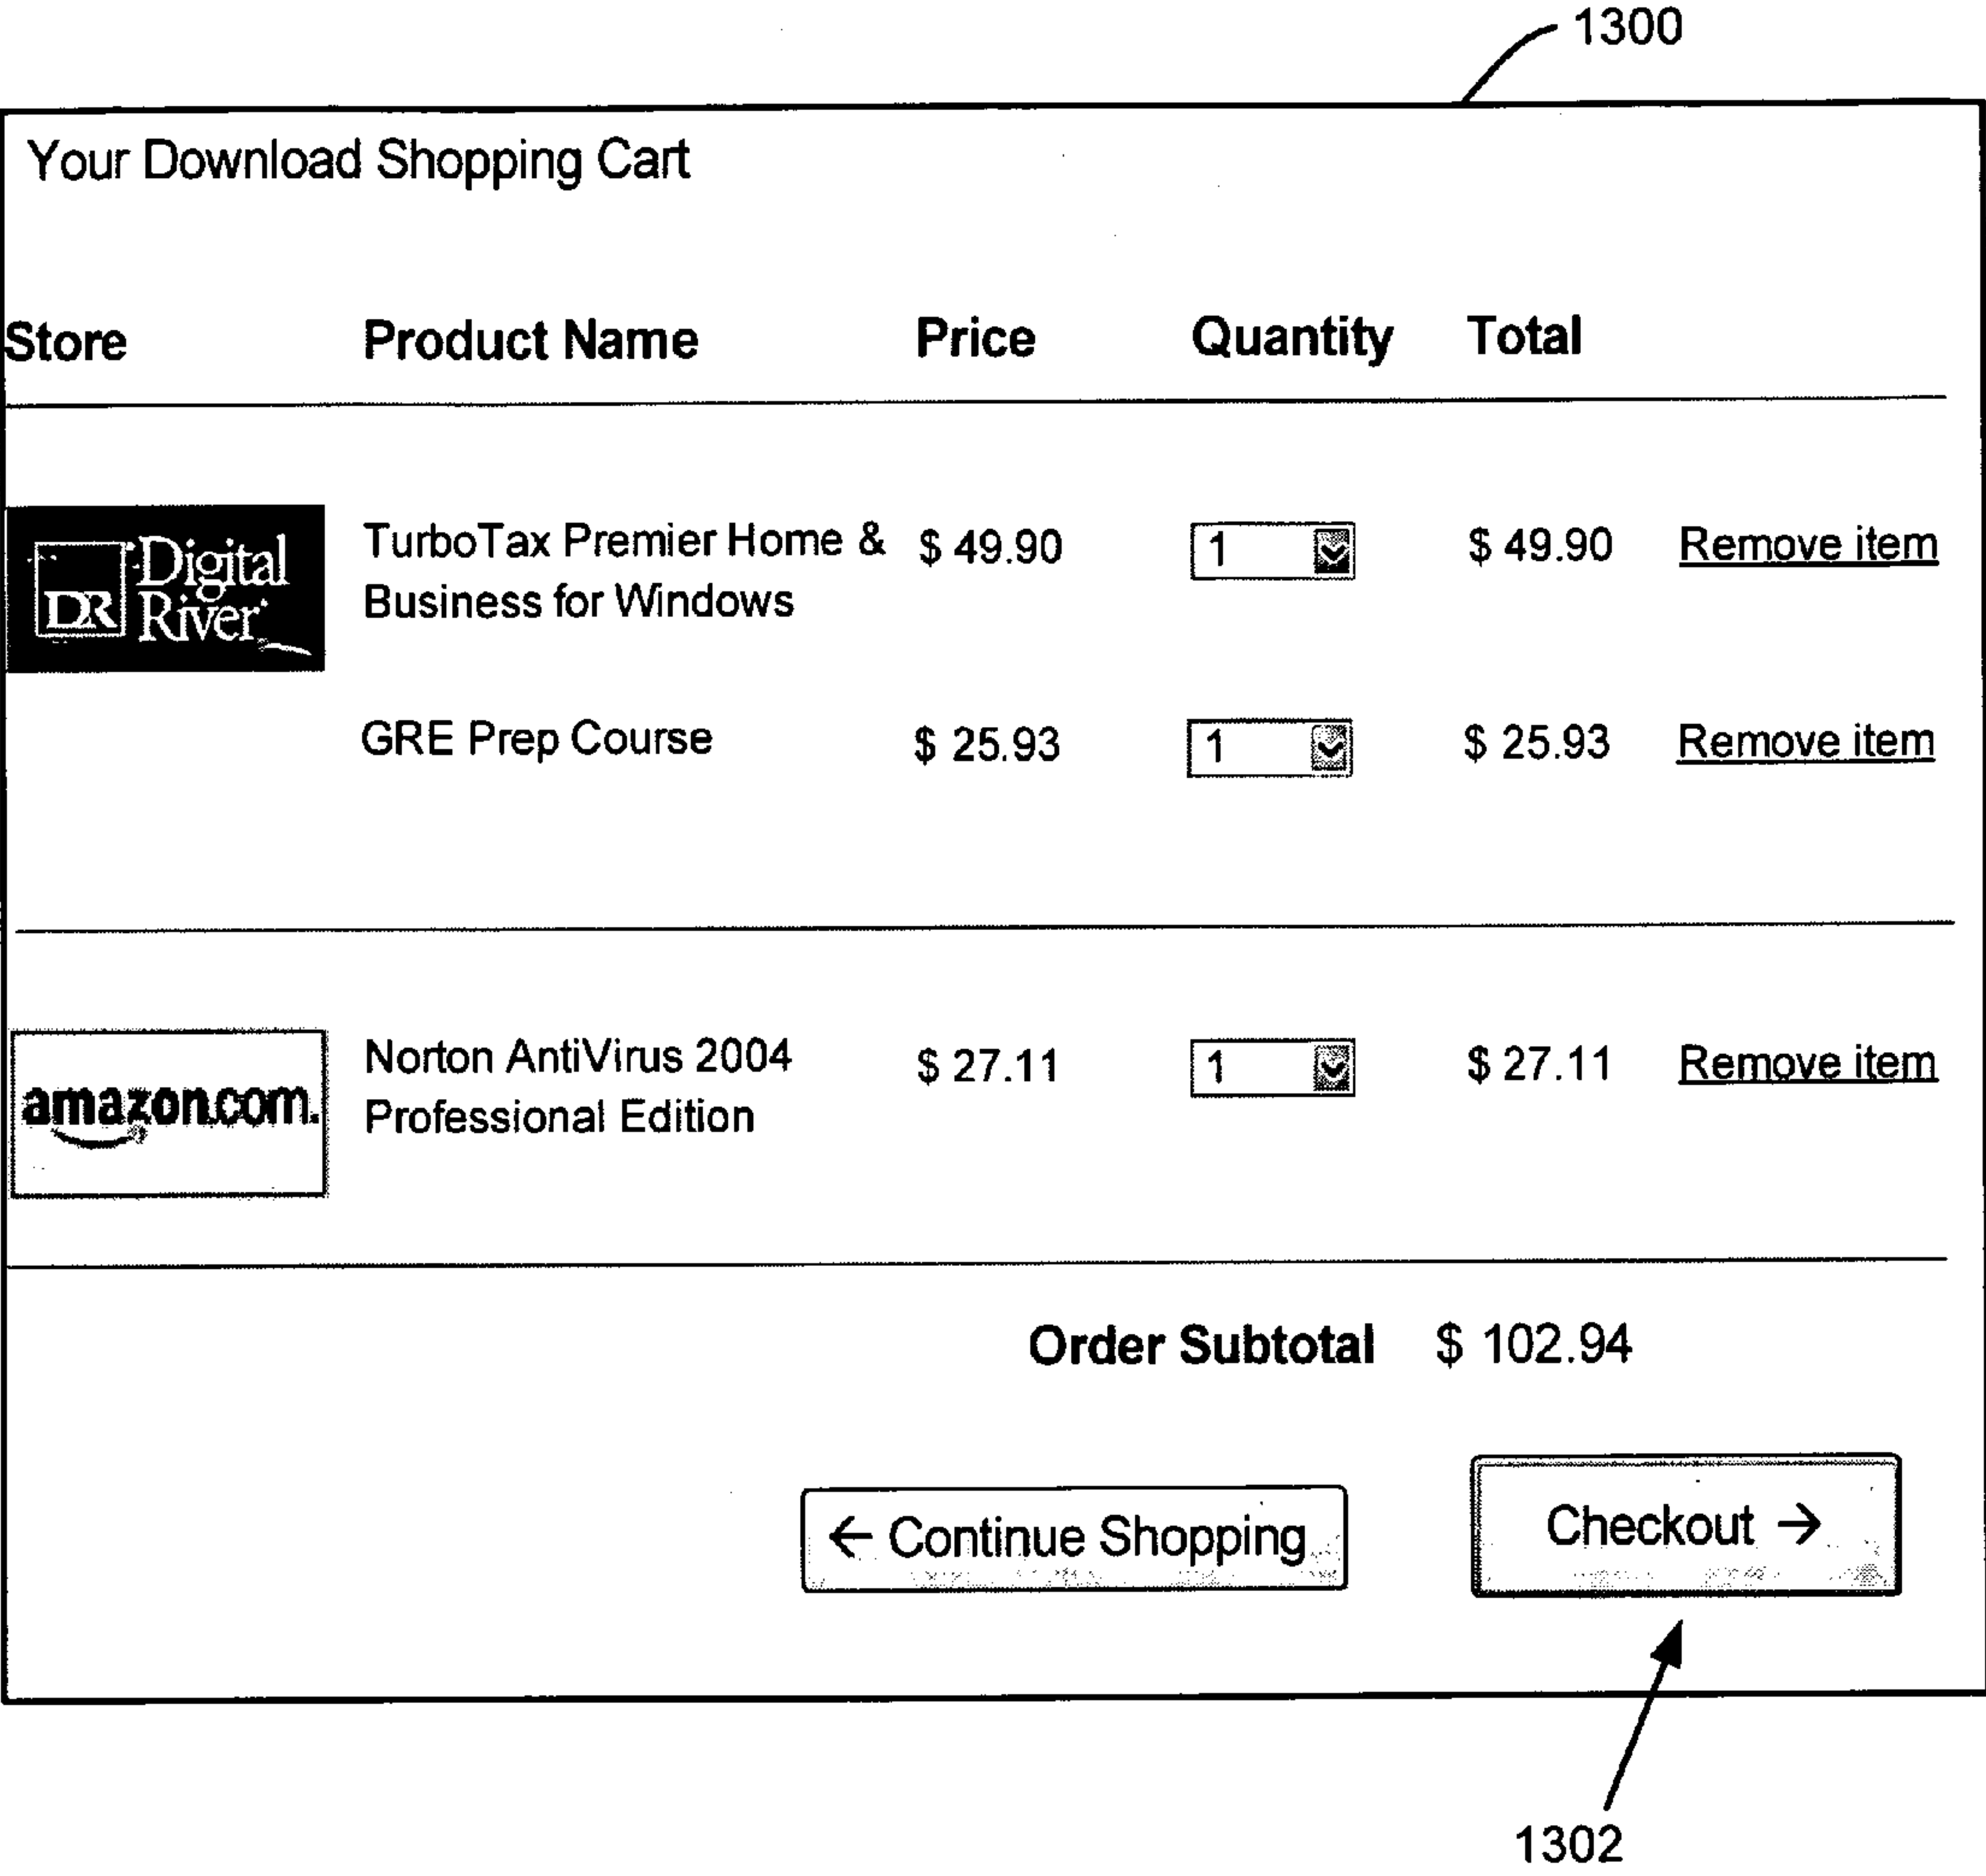 1300
Your Download Shopping Cart
Store Product Name Price Quantity Total
Digital
River
DR
TurboTax Premier Home & $ 49.90 1 $ 49.90 Remove item
Business for Windows
GRE Prep Course $ 25.93 1 $ 25.93 Remove item
amazon.com.
Norton AntiVirus 2004 $ 27.11 1 $ 27.11 Remove item
Professional Edition
Order Subtotal $ 102.94
← Continue Shopping
Checkout →
1302